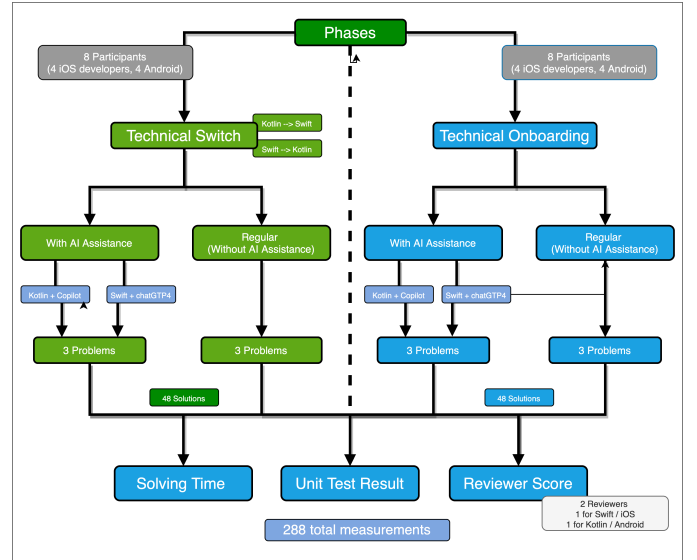 Phases
8 Participants
(4 iOS developers, 4 Android)
8 Participants
(4 iOS developers, 4 Android)
Technical Switch
Kotlin --> Swift
Swift --> Kotlin
Technical Onboarding
With AI Assistance
Regular
(Without AI Assistance)
With AI Assistance
Regular
(Without AI Assistance)
Kotlin + Copilot
Swift + chatGTP4
Kotlin + Copilot
Swift + chatGTP4
3 Problems
3 Problems
3 Problems
3 Problems
48 Solutions
48 Solutions
Solving Time
Unit Test Result
Reviewer Score
2 Reviewers
1 for Swift / iOS
1 for Kotlin / Android
288 total measurements